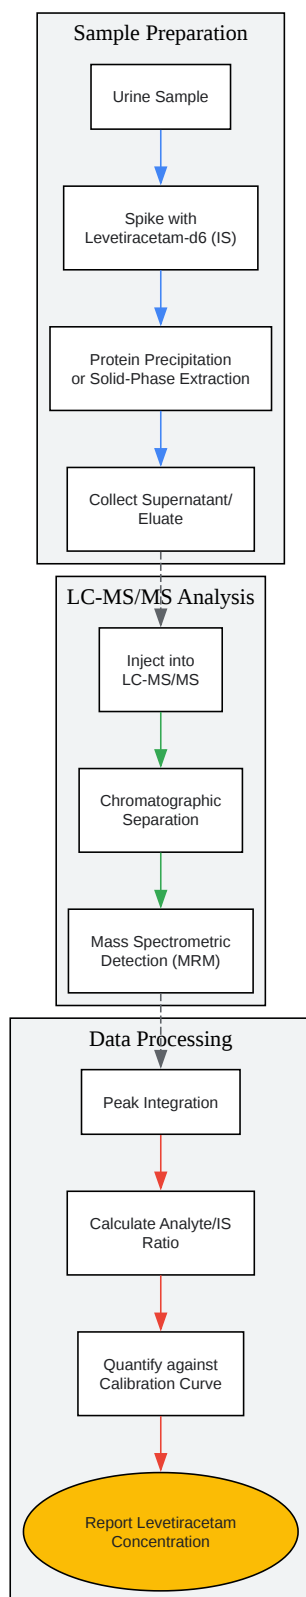 Sample Preparation
Urine Sample
Spike with
Levetiracetam-d6 (IS)
Protein Precipitation
or Solid-Phase Extraction
Collect Supernatant/
Eluate
LC-MS/MS Analysis
Inject into
LC-MS/MS
Chromatographic
Separation
Mass Spectrometric
Detection (MRM)
Data Processing
Peak Integration
Calculate Analyte/IS
Ratio
Quantify against
Calibration Curve
Report Levetiracetam
Concentration